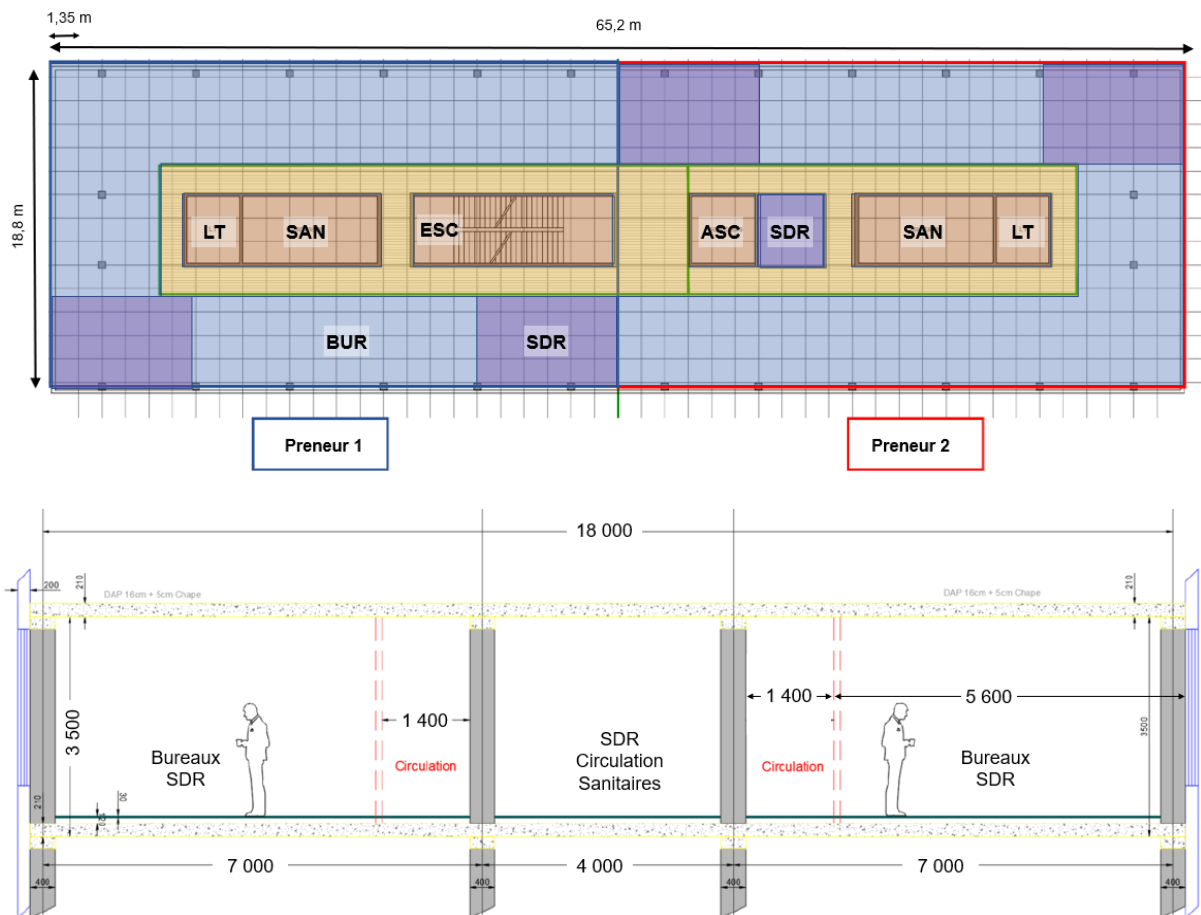 1,35 m
65,2 m
18,8 m
LT
SAN
ESC
ASC
SDR
SAN
LT
BUR
SDR
Preneur 1
Preneur 2
18 000
200
210
DAP 16cm + 5cm Chape
DAP 16cm + 5cm Chape
210
3 500
1 400
1 400
5 600
3500
Bureaux
SDR
Circulation
SDR
Circulation
Sanitaires
Circulation
Bureaux
SDR
210
30
120
7 000
4 000
7 000
400
400
400
400